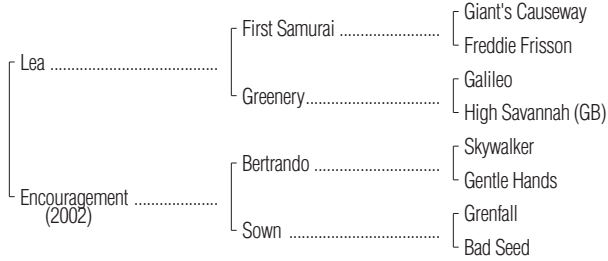 Giant's Causeway
First Samurai ......................
Freddie Frisson
Lea .....................................
Galileo
Greenery.............................
High Savannah (GB)
Skywalker
Bertrando ...........................
Gentle Hands
Encouragement ..................
(2002)
Grenfall
Sown .................................
Bad Seed